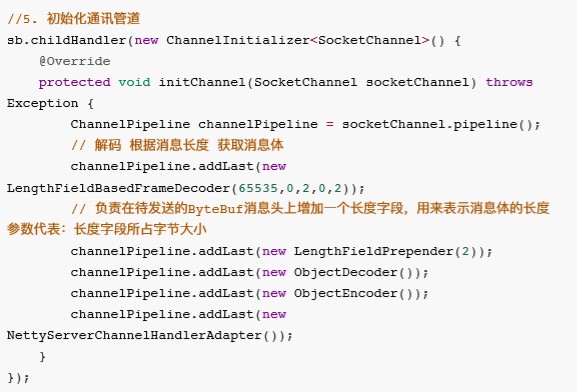 //5. 初始化通讯管道
sb.childHandler(new ChannelInitializer<SocketChannel>() {
    @Override
    protected void initChannel(SocketChannel socketChannel) throws
Exception {
        ChannelPipeline channelPipeline = socketChannel.pipeline();
        // 解码 根据消息长度 获取消息体
        channelPipeline.addLast(new
LengthFieldBasedFrameDecoder(65535,0,2,0,2));
        // 负责在待发送的ByteBuf消息头上增加一个长度字段，用来表示消息体的长度
参数代表：长度字段所占字节大小
        channelPipeline.addLast(new LengthFieldPrepender(2));
        channelPipeline.addLast(new ObjectDecoder());
        channelPipeline.addLast(new ObjectEncoder());
        channelPipeline.addLast(new
NettyServerChannelHandlerAdapter());
    }
});